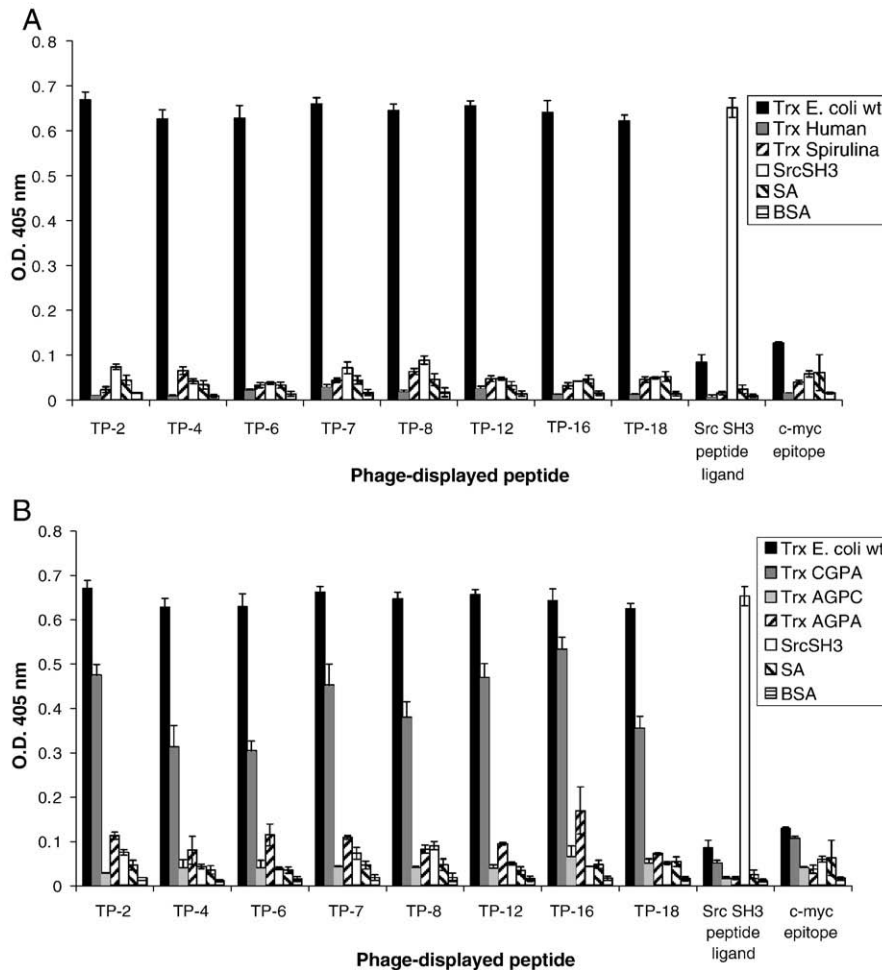 A
0.8
0.7
0.6
0.5
0.4
0.3
0.2
0.1
0
O.D. 405 nm
Trx E. coli wt
Trx Human
Trx Spirulina
SrcSH3
SA
BSA
TP-2 TP-4 TP-6 TP-7 TP-8 TP-12 TP-16 TP-18 Src SH3 peptide ligand c-myc epitope
Phage-displayed peptide
B
0.8
0.7
0.6
0.5
0.4
0.3
0.2
0.1
0
O.D. 405 nm
Trx E. coli wt
Trx CGPA
Trx AGPC
Trx AGPA
SrcSH3
SA
BSA
TP-2 TP-4 TP-6 TP-7 TP-8 TP-12 TP-16 TP-18 Src SH3 peptide ligand c-myc epitope
Phage-displayed peptide